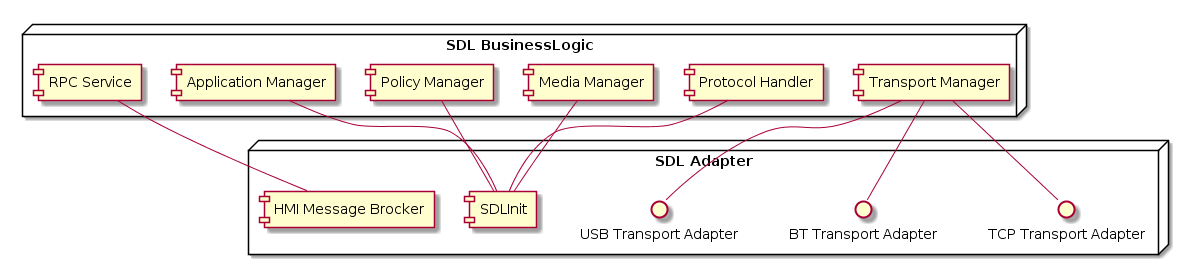 SDL BusinessLogic
RPC Service
Application Manager
Policy Manager
Media Manager
Protocol Handler
Transport Manager
SDL Adapter
HMI Message Brocker
SDLInit
USB Transport Adapter
BT Transport Adapter
TCP Transport Adapter